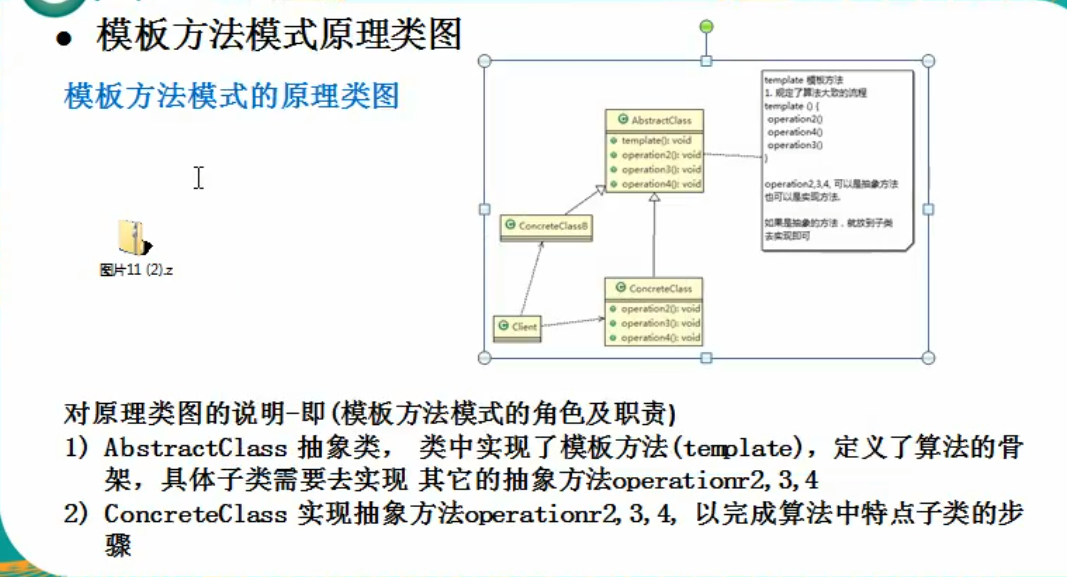 ● 模板方法模式原理类图
模板方法模式的原理类图
图片11 (2).z
AbstractClass
template(): void
operation2(): void
operation3(): void
operation4(): void
template 模板方法
1. 规定了算法大致的流程
template () {
operation2()
operation4()
operation3()
}
operation2,3,4, 可以是抽象方法
也可以是实现方法.
如果是抽象的方法，就放到子类
去实现即可
ConcreteClassB
Client
ConcreteClass
operation2(): void
operation3(): void
operation4(): void
对原理类图的说明-即(模板方法模式的角色及职责)
1) AbstractClass 抽象类， 类中实现了模板方法(template)，定义了算法的骨
架，具体子类需要去实现 其它的抽象方法operationr2,3,4
2) ConcreteClass 实现抽象方法operationr2,3,4, 以完成算法中特点子类的步
骤